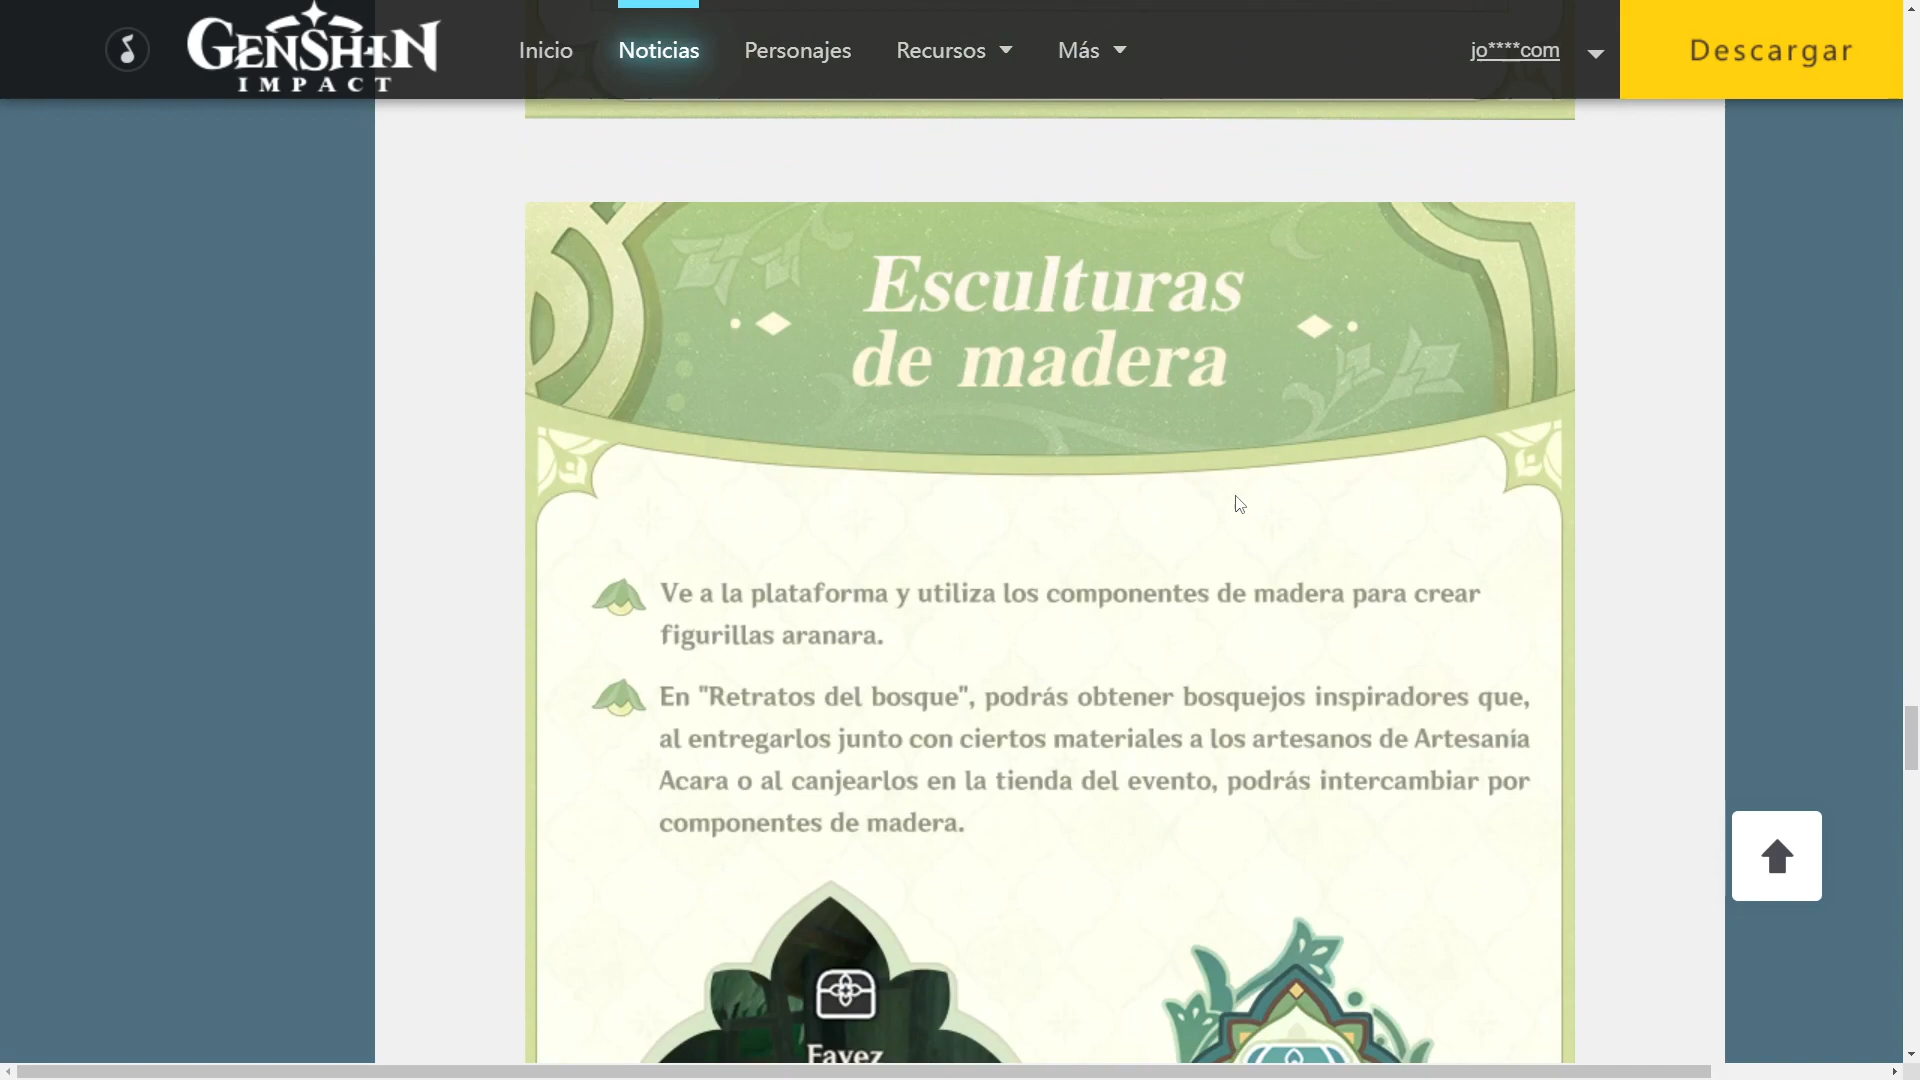 GENSHIN
IMPACT
Inicio
Noticias
Personajes
Recursos
Más
jo****com
Descargar
Esculturas
de madera
Ve a la plataforma y utiliza los componentes de madera para crear
figurillas aranara.
En "Retratos del bosque", podrás obtener bosquejos inspiradores que,
al entregarlos junto con ciertos materiales a los artesanos de Artesanía
Acara o al canjearlos en la tienda del evento, podrás intercambiar por
componentes de madera.
Fayez